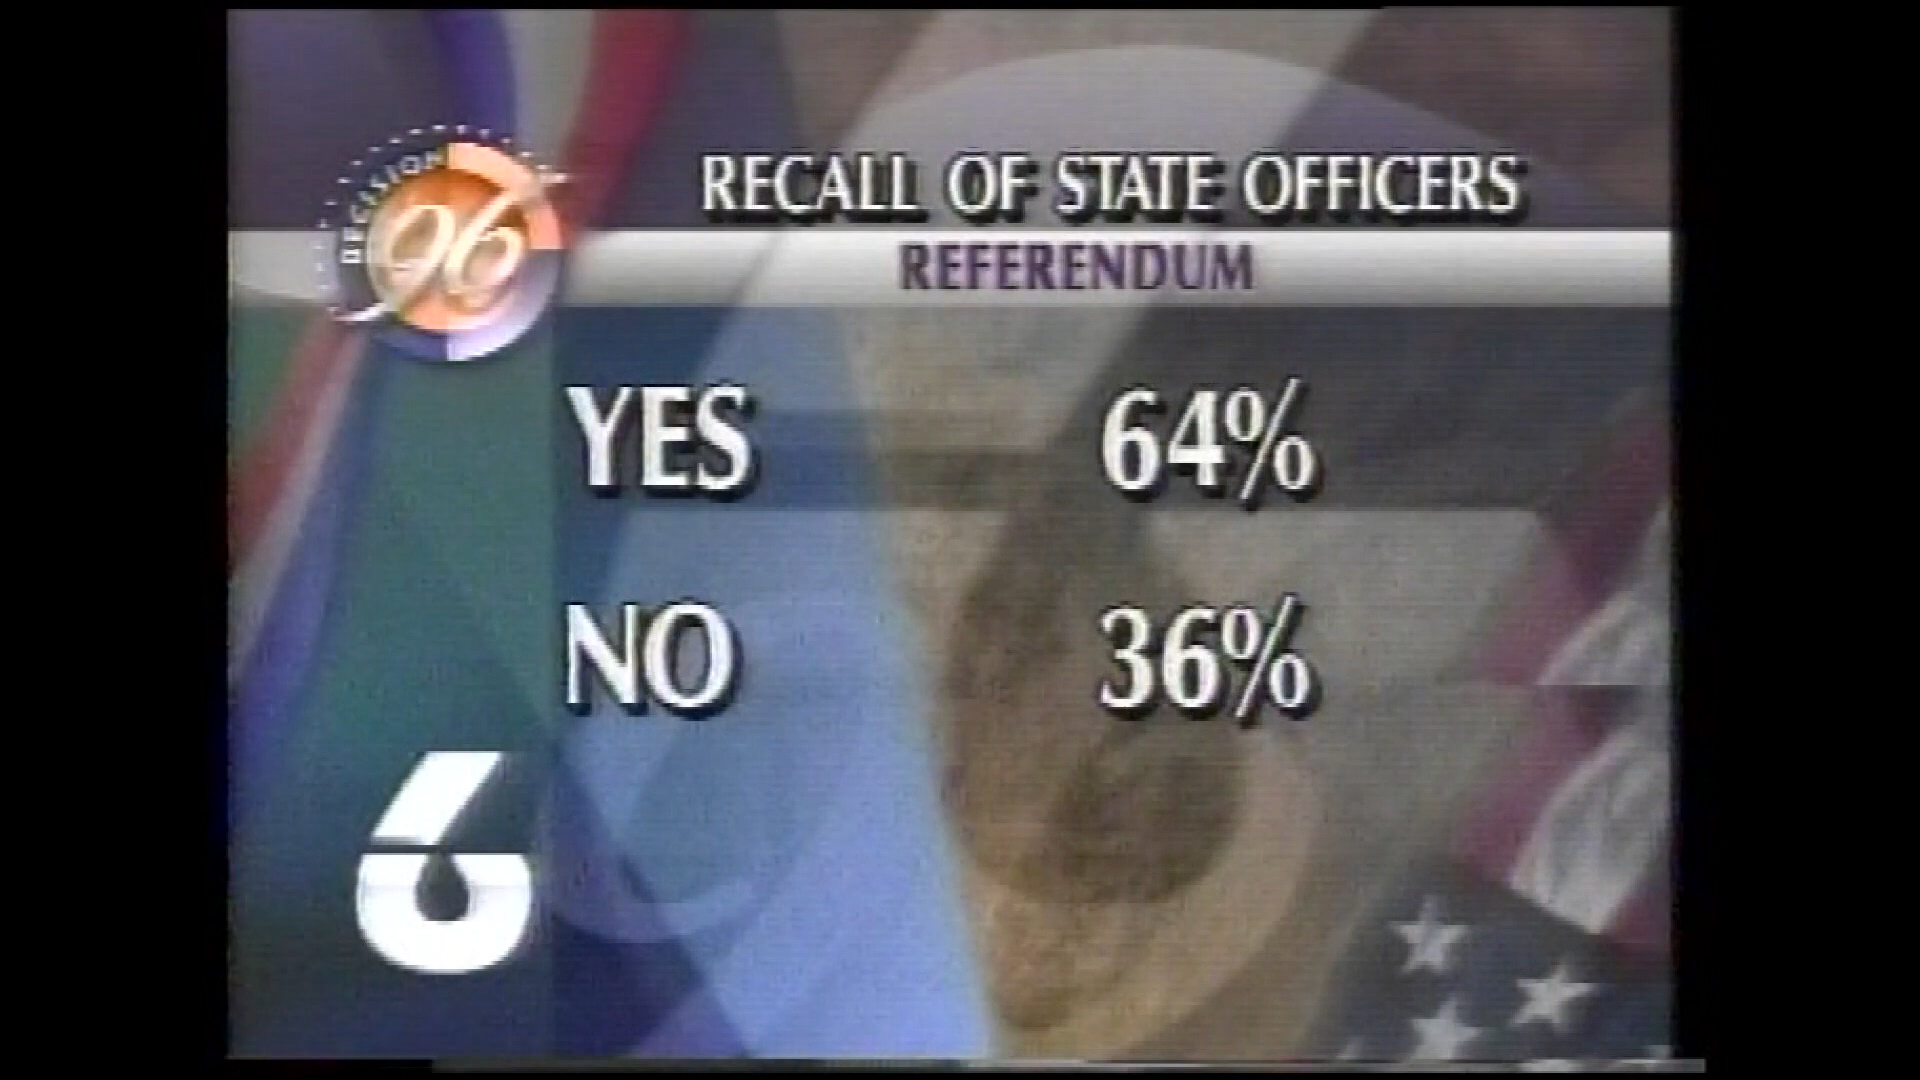 DECISION
96
RECALL OF STATE OFFICERS
REFERENDUM
YES 64%
NO 36%
6